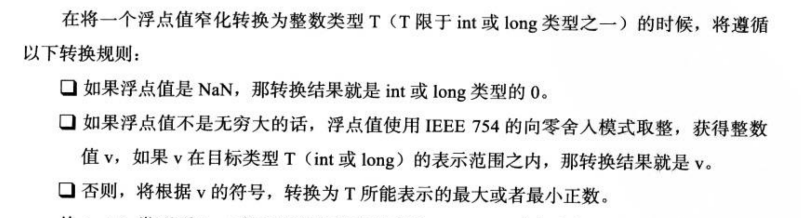 在将一个浮点值窄化转换为整数类型 T（T 限于 int 或 long 类型之一）的时候，将遵循
以下转换规则：
❑ 如果浮点值是 NaN，那转换结果就是 int 或 long 类型的 0。
❑ 如果浮点值不是无穷大的话，浮点值使用 IEEE 754 的向零舍入模式取整，获得整数
值 v，如果 v 在目标类型 T（int 或 long）的表示范围之内，那转换结果就是 v。
❑ 否则，将根据 v 的符号，转换为 T 所能表示的最大或者最小正数。